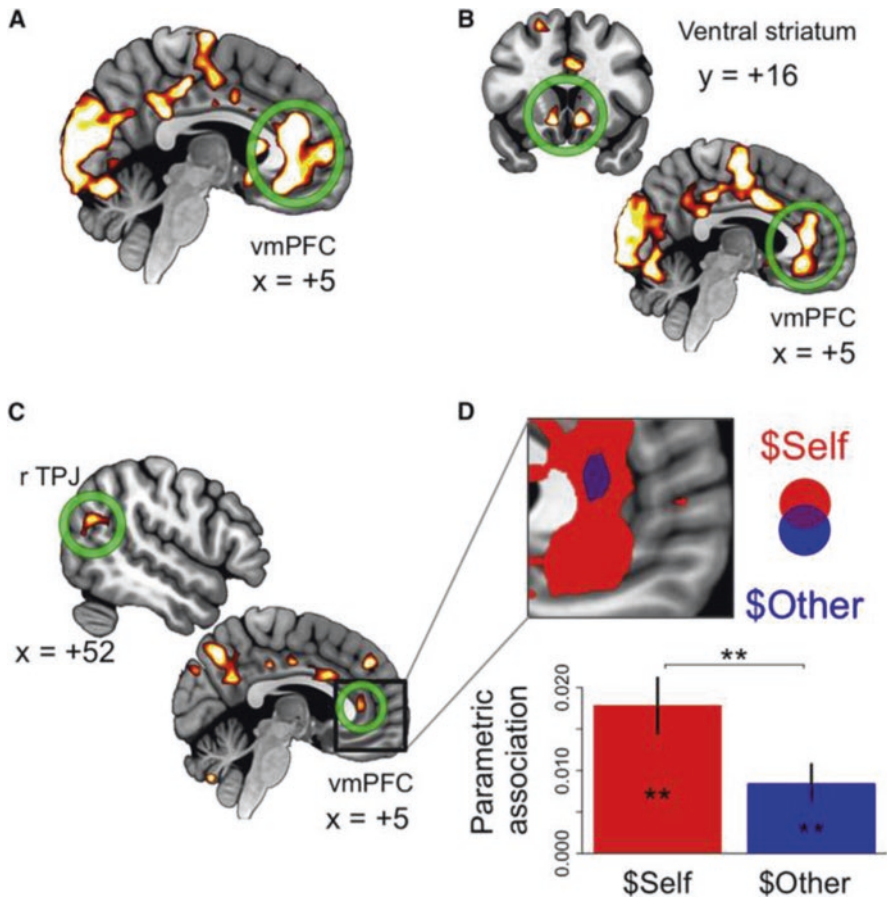 A
vmPFC
x = +5
B
Ventral striatum
y = +16
vmPFC
x = +5
C
r TPJ
x = +52
vmPFC
x = +5
D
$Self
$Other
**
Parametric
association
0.020
0.010
0.000
**
**
$Self
$Other